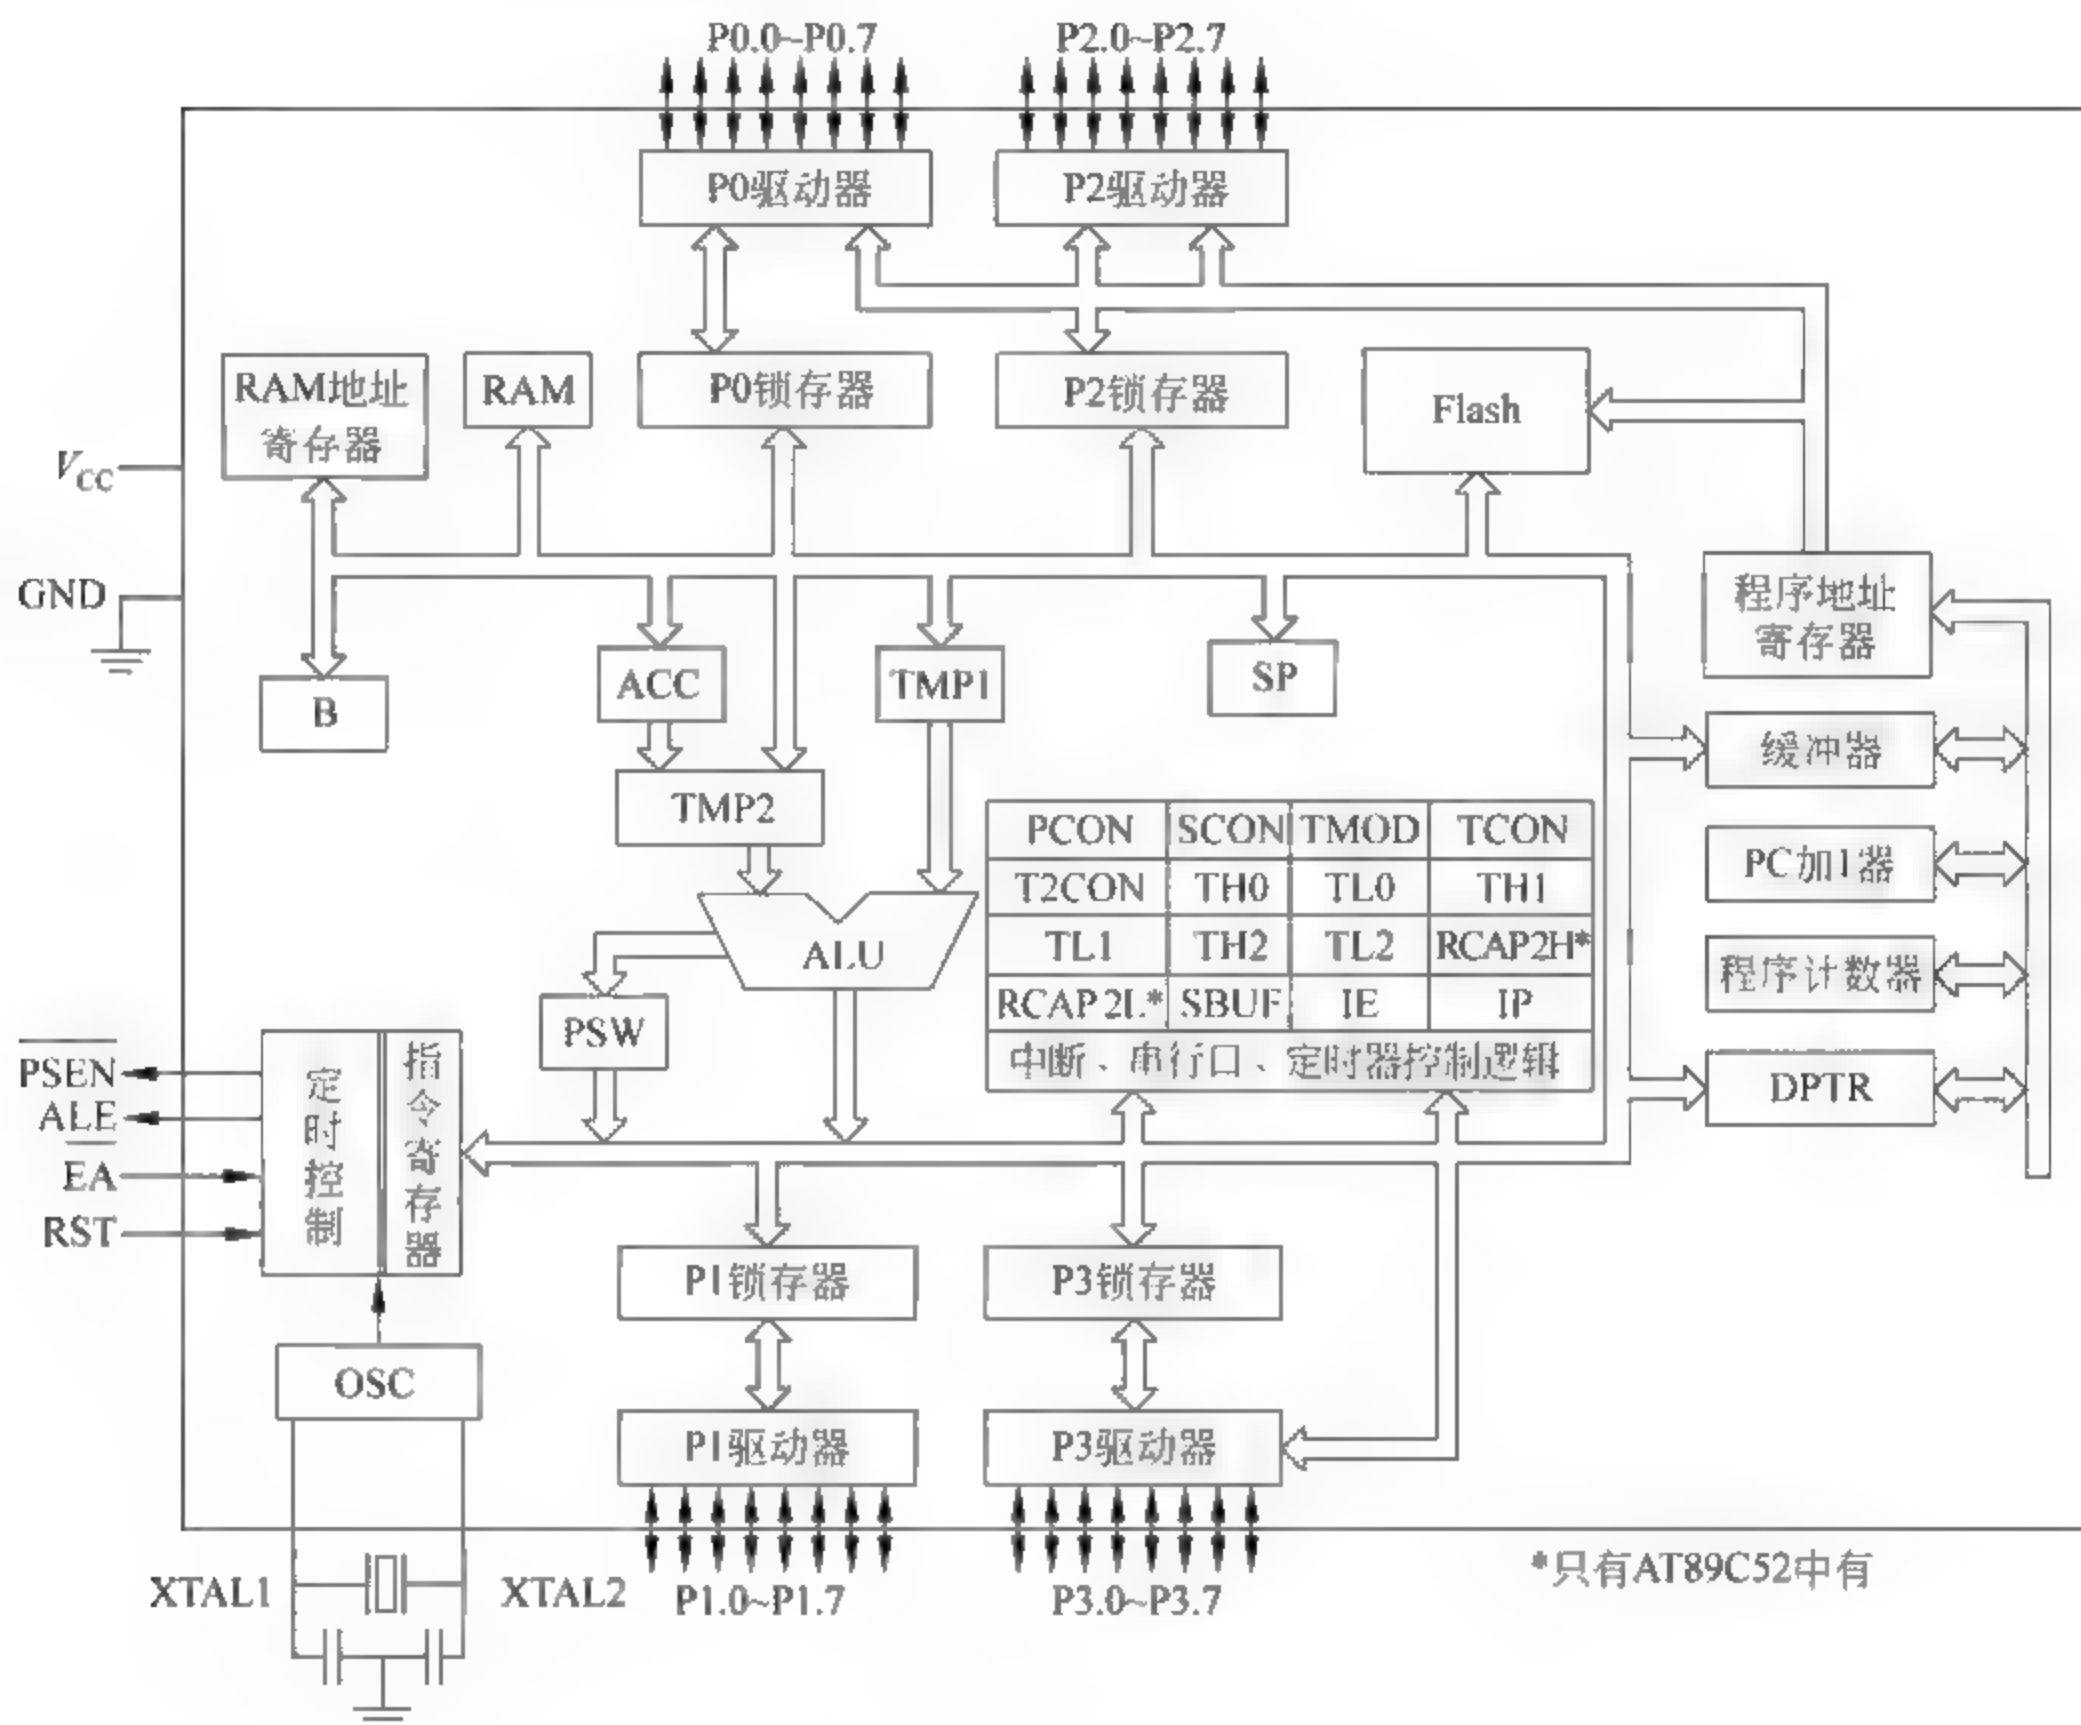 P0.0~P0.7
P2.0~P2.7
P0驱动器
P2驱动器
RAM地址
寄存器
RAM
P0锁存器
P2锁存器
Flash
VCC
GND
程序地址
寄存器
B
ACC
TMP1
SP
缓冲器
TMP2
PCON SCON TMOD TCON
T2CON TH0 TL0 TH1
TL1 TH2 TL2 RCAP2H*
RCAP2L* SBUF IE IP
中断、串行口、定时器控制逻辑
PC加1器
ALU
程序计数器
PSW
DPTR
PSEN
ALE
EA
RST
定时控制
指令寄存器
P1锁存器
P3锁存器
OSC
P1驱动器
P3驱动器
XTAL1
XTAL2
P1.0~P1.7
P3.0~P3.7
*只有AT89C52中有